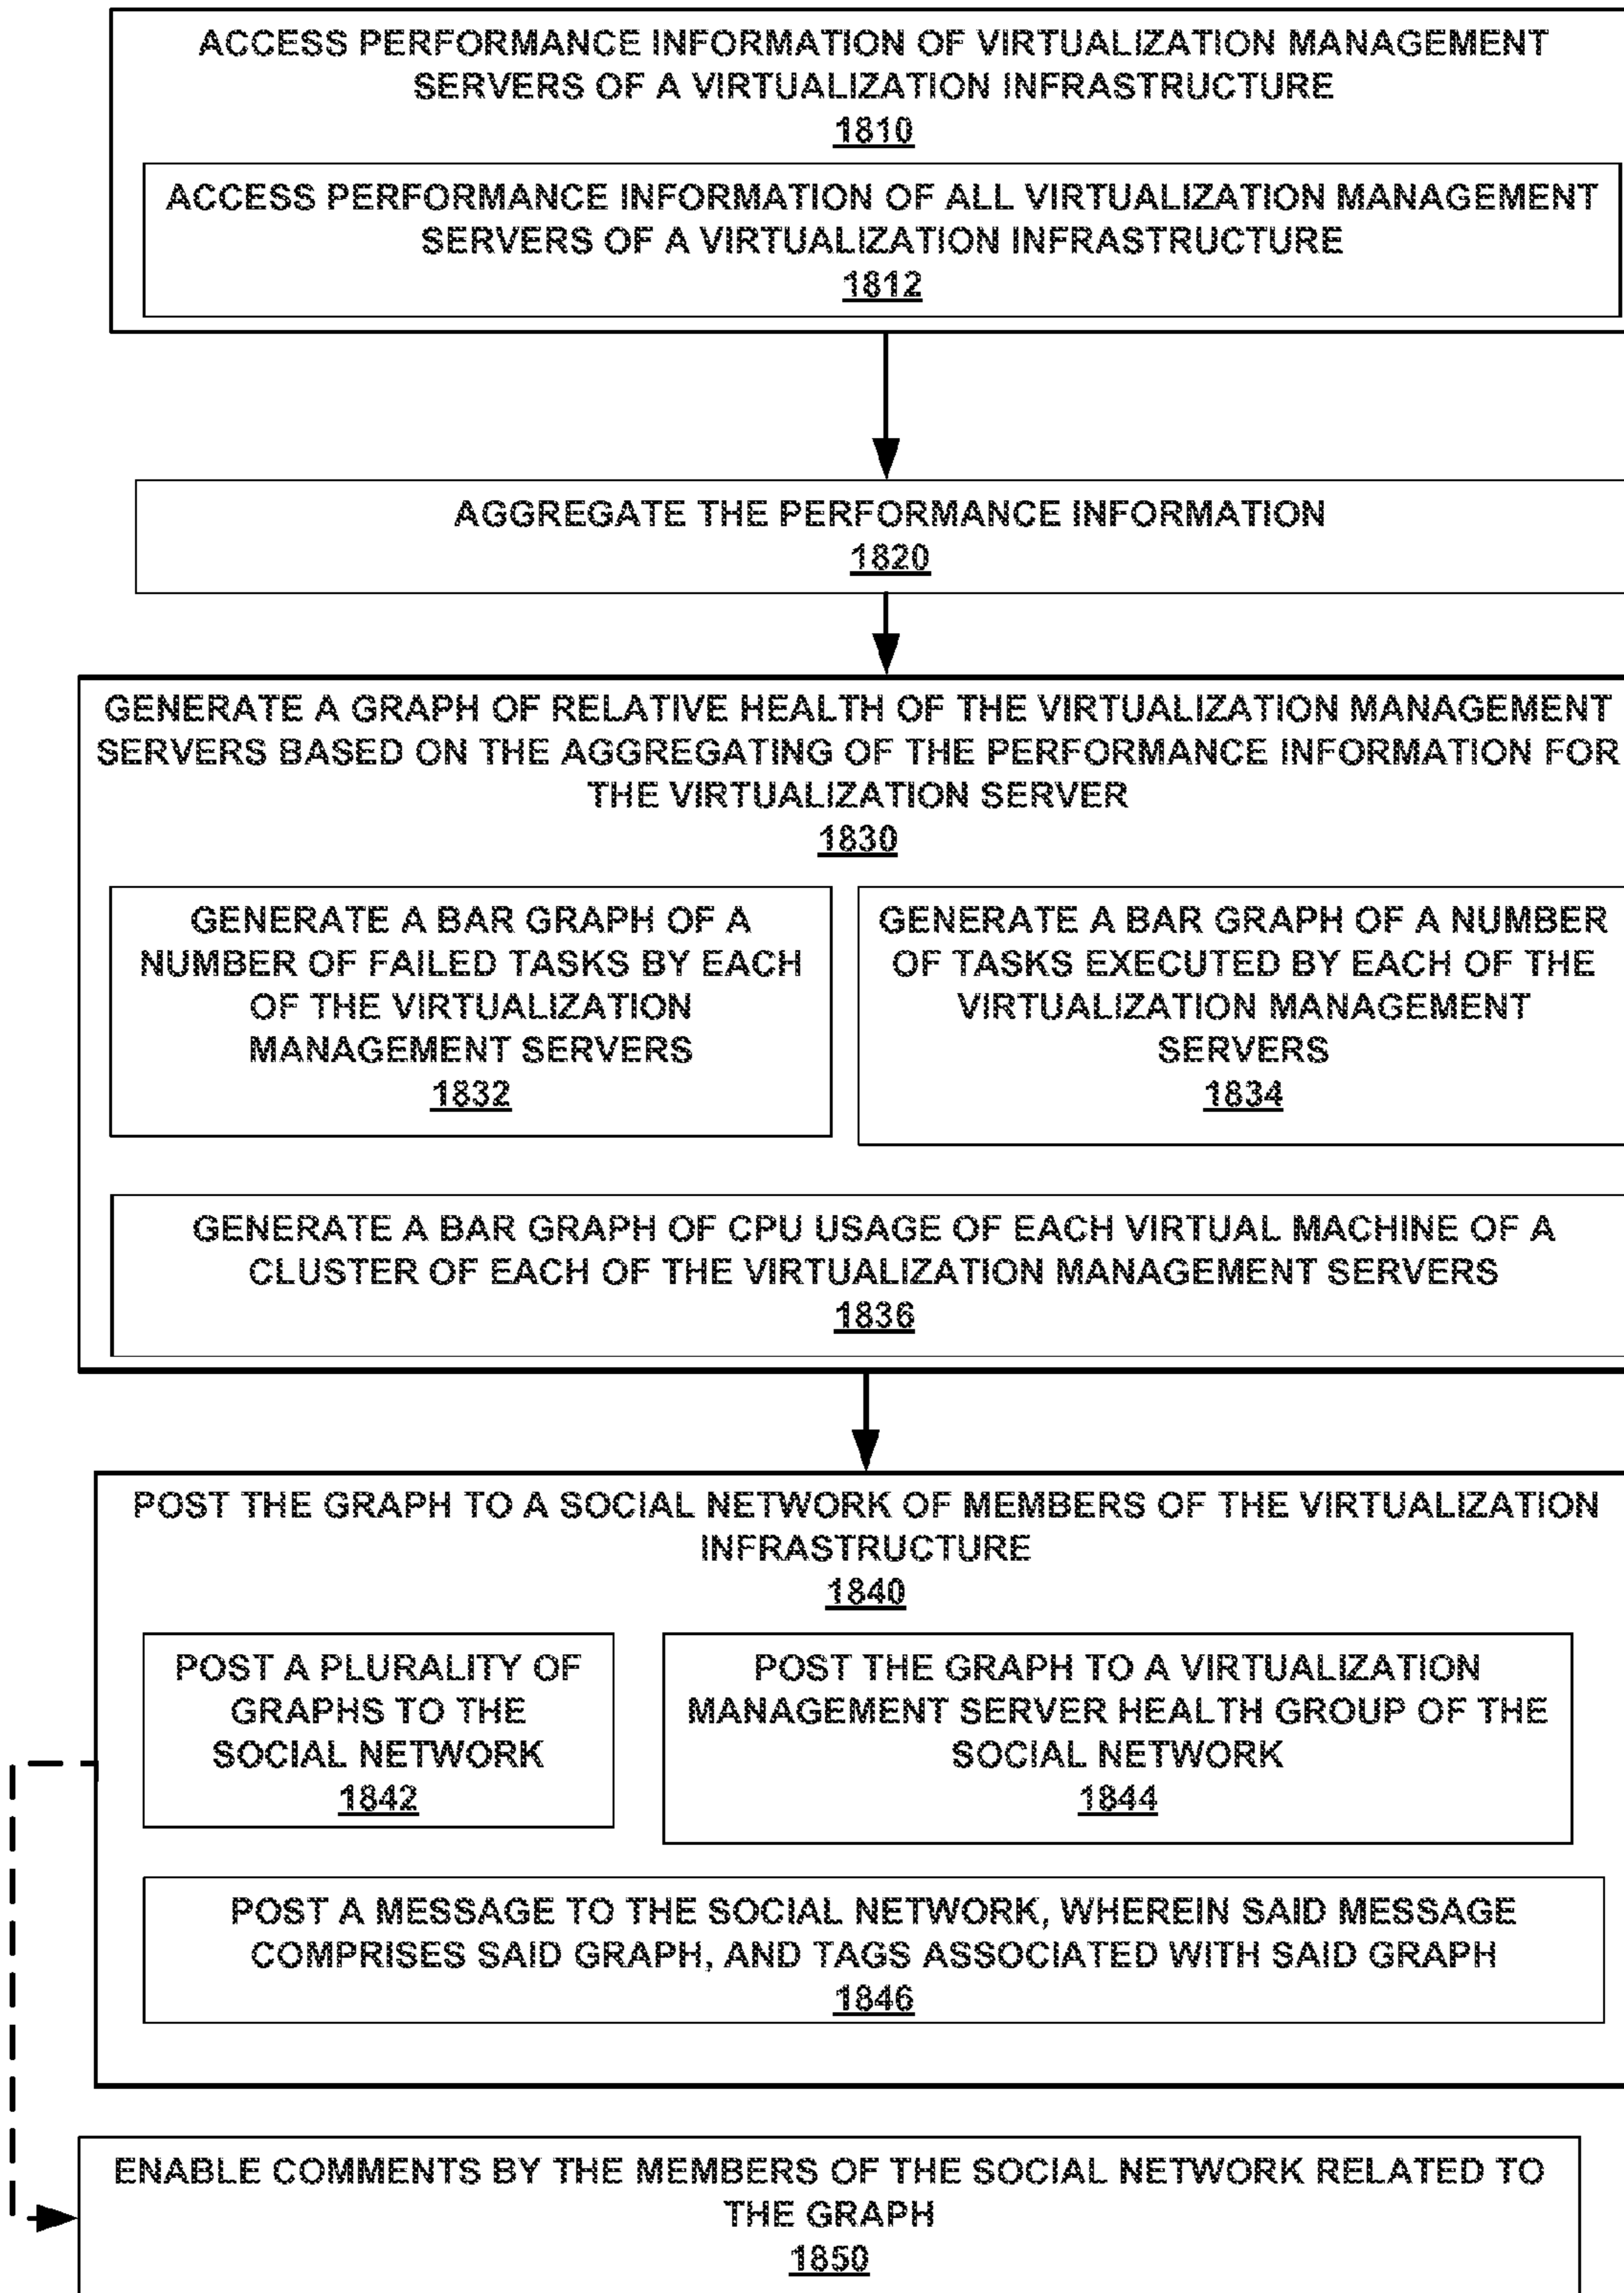 ACCESS PERFORMANCE INFORMATION OF VIRTUALIZATION MANAGEMENT
SERVERS OF A VIRTUALIZATION INFRASTRUCTURE
1810
ACCESS PERFORMANCE INFORMATION OF ALL VIRTUALIZATION MANAGEMENT
SERVERS OF A VIRTUALIZATION INFRASTRUCTURE
1812
AGGREGATE THE PERFORMANCE INFORMATION
1820
GENERATE A GRAPH OF RELATIVE HEALTH OF THE VIRTUALIZATION MANAGEMENT
SERVERS BASED ON THE AGGREGATING OF THE PERFORMANCE INFORMATION FOR
THE VIRTUALIZATION SERVER
1830
GENERATE A BAR GRAPH OF A
NUMBER OF FAILED TASKS BY EACH
OF THE VIRTUALIZATION
MANAGEMENT SERVERS
1832
GENERATE A BAR GRAPH OF A NUMBER
OF TASKS EXECUTED BY EACH OF THE
VIRTUALIZATION MANAGEMENT
SERVERS
1834
GENERATE A BAR GRAPH OF CPU USAGE OF EACH VIRTUAL MACHINE OF A
CLUSTER OF EACH OF THE VIRTUALIZATION MANAGEMENT SERVERS
1836
POST THE GRAPH TO A SOCIAL NETWORK OF MEMBERS OF THE VIRTUALIZATION
INFRASTRUCTURE
1840
POST A PLURALITY OF
GRAPHS TO THE
SOCIAL NETWORK
1842
POST THE GRAPH TO A VIRTUALIZATION
MANAGEMENT SERVER HEALTH GROUP OF THE
SOCIAL NETWORK
1844
POST A MESSAGE TO THE SOCIAL NETWORK, WHEREIN SAID MESSAGE
COMPRISES SAID GRAPH, AND TAGS ASSOCIATED WITH SAID GRAPH
1846
ENABLE COMMENTS BY THE MEMBERS OF THE SOCIAL NETWORK RELATED TO
THE GRAPH
1850